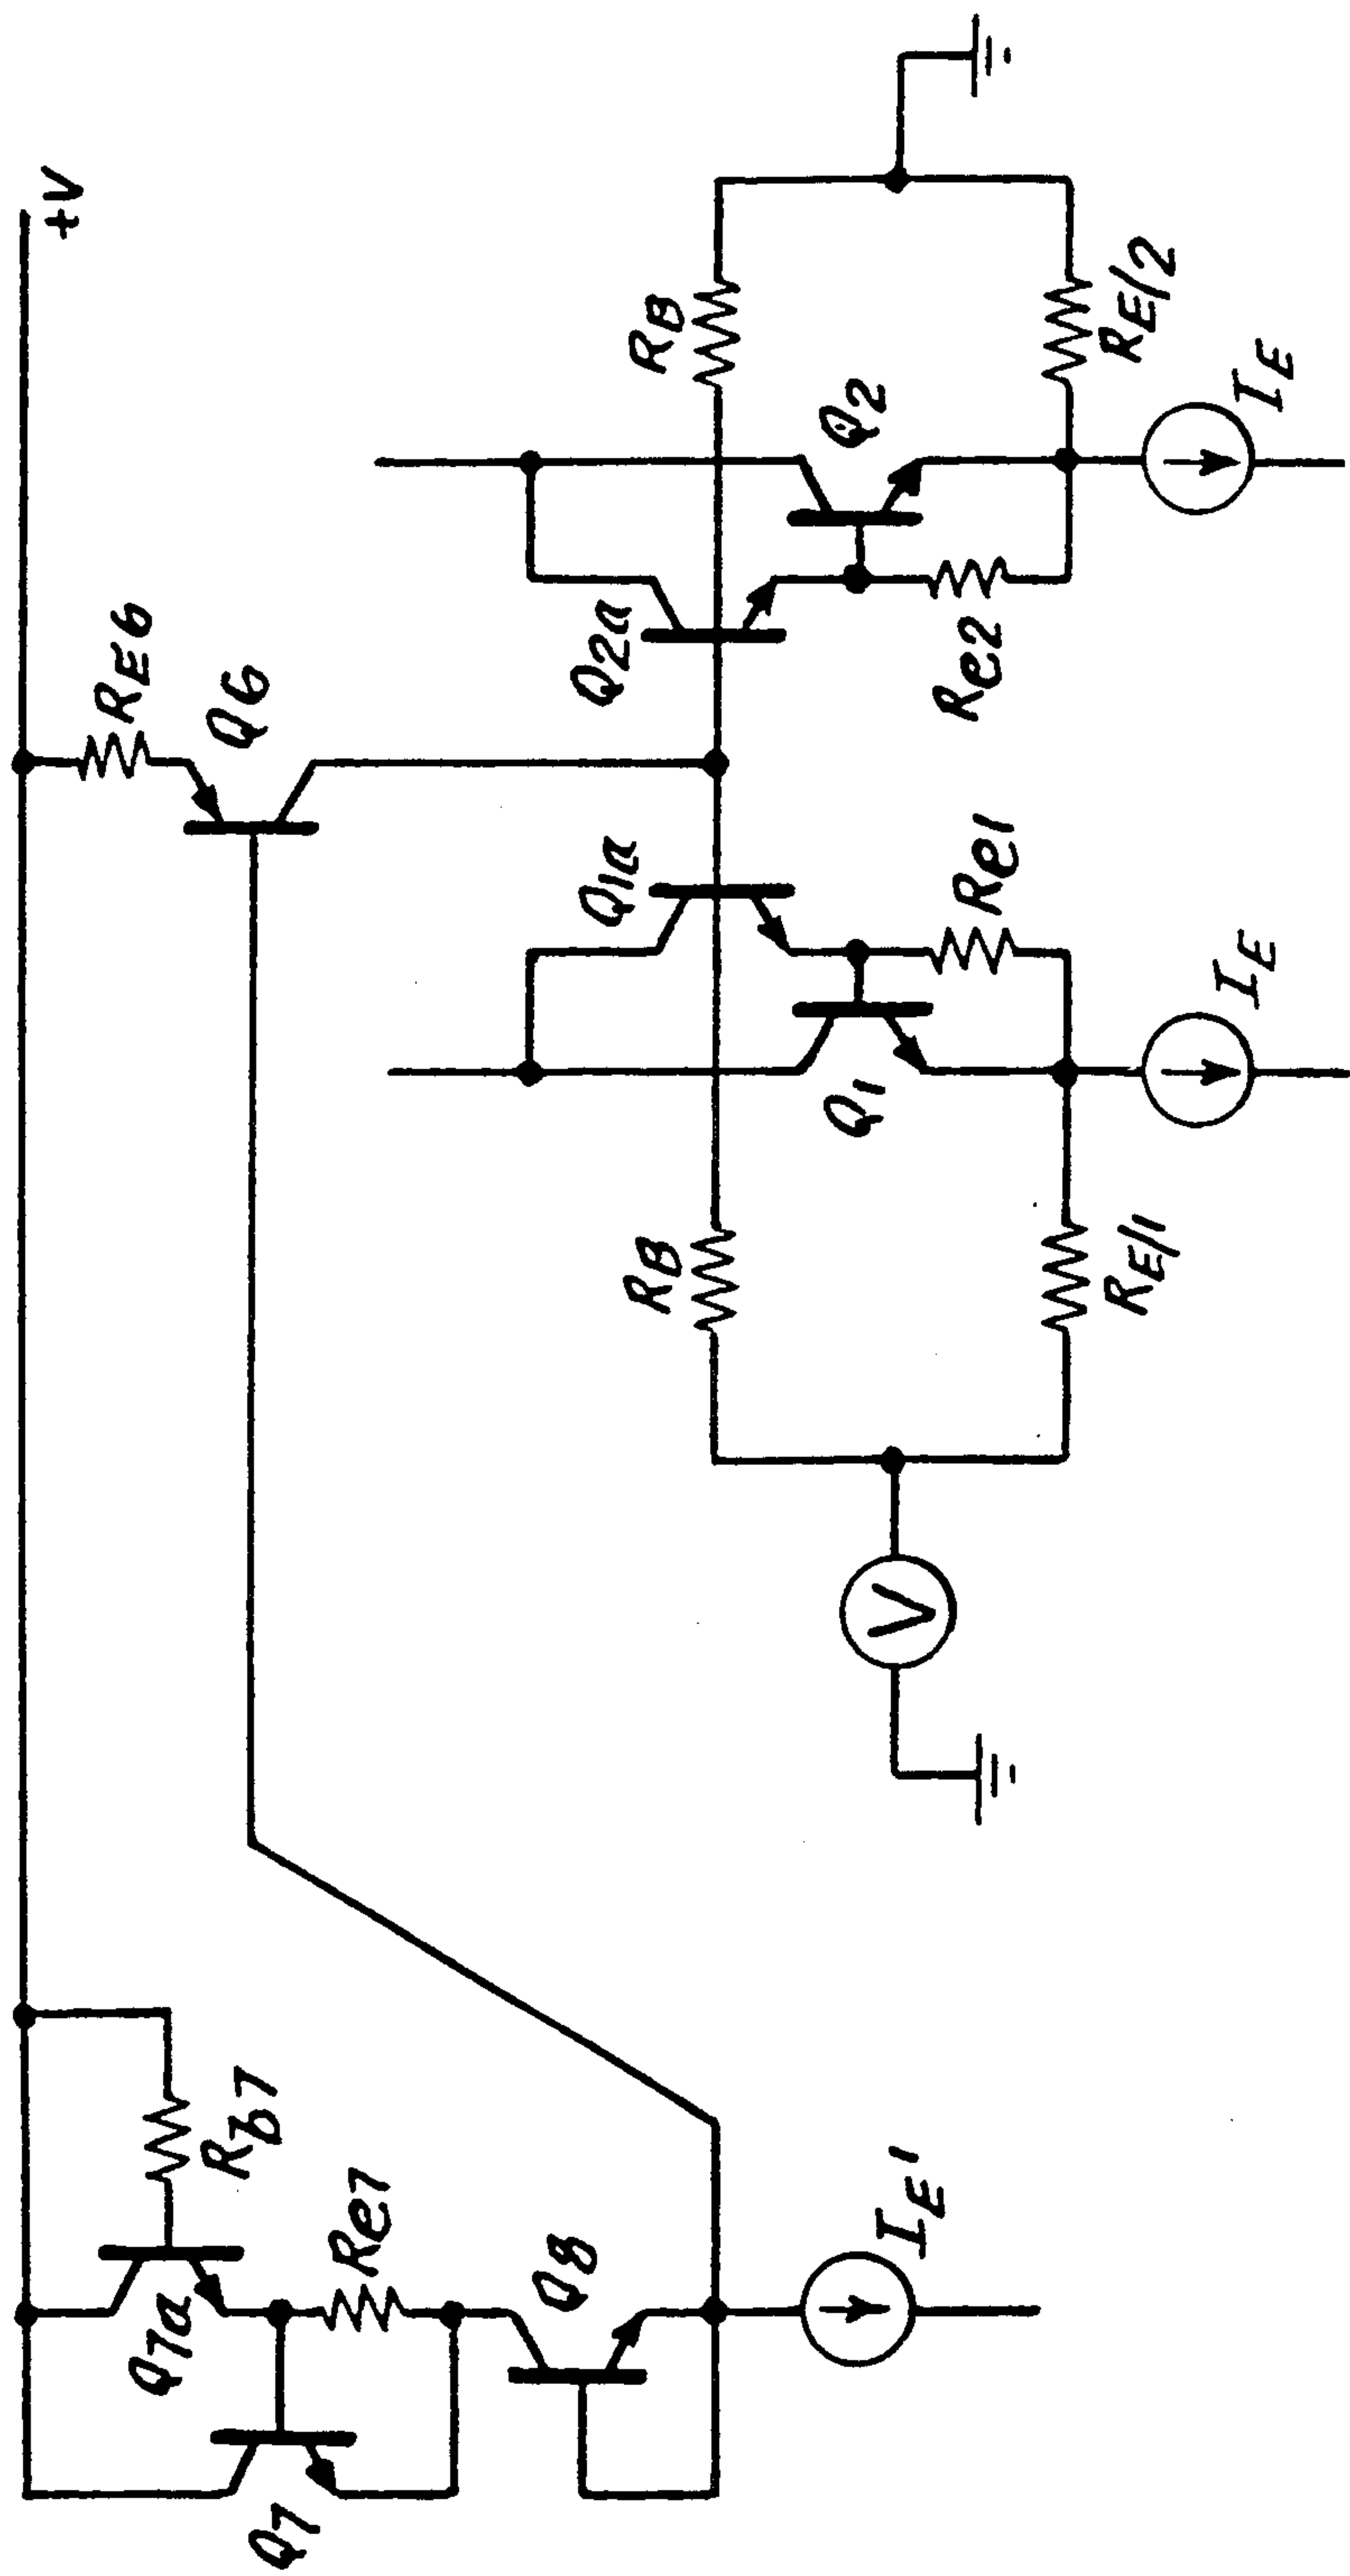 +V
RE6
Q6
RB
Q2
Q2a
Re2
RE/2
IE
Q1a
Re1
Q1
RB
RE/1
IE
V
Rb7
Q7a
Re7
Q7
Q8
IE'